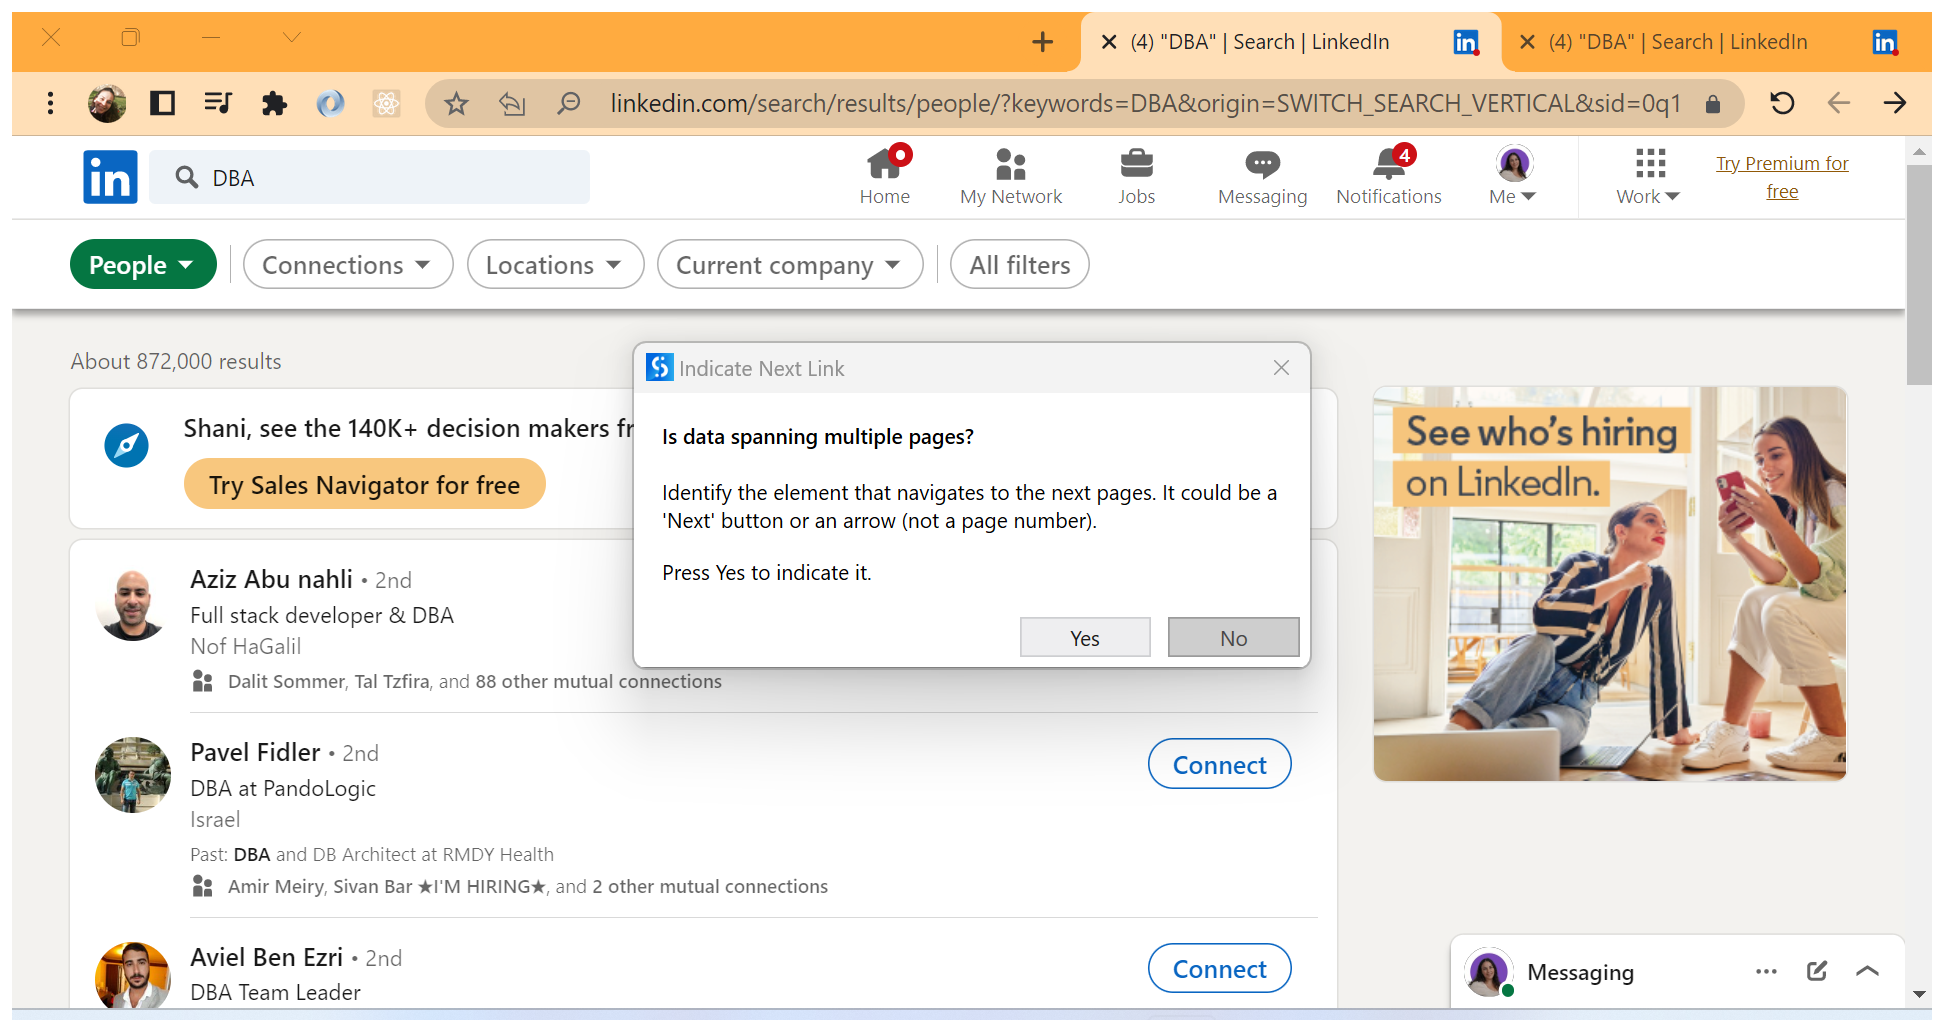 (4) "DBA" | Search | LinkedIn
(4) "DBA" | Search | LinkedIn
linkedin.com/search/results/people/?keywords=DBA&origin=SWITCH_SEARCH_VERTICAL&sid=0q1
in
DBA
Home
My Network
Jobs
Messaging
4
Notifications
Me
Work
Try Premium for
free
People
Connections
Locations
Current company
All filters
About 872,000 results
Shani, see the 140K+ decision makers fr
Try Sales Navigator for free
Indicate Next Link
Is data spanning multiple pages?
Identify the element that navigates to the next pages. It could be a
'Next' button or an arrow (not a page number).
Press Yes to indicate it.
Yes
No
See who's hiring
on LinkedIn.
Aziz Abu nahli • 2nd
Full stack developer & DBA
Nof HaGalil
Dalit Sommer, Tal Tzfira, and 88 other mutual connections
Pavel Fidler • 2nd
Connect
DBA at PandoLogic
Israel
Past: DBA and DB Architect at RMDY Health
Amir Meiry, Sivan Bar ★I'M HIRING★, and 2 other mutual connections
Aviel Ben Ezri • 2nd
Connect
DBA Team Leader
Messaging